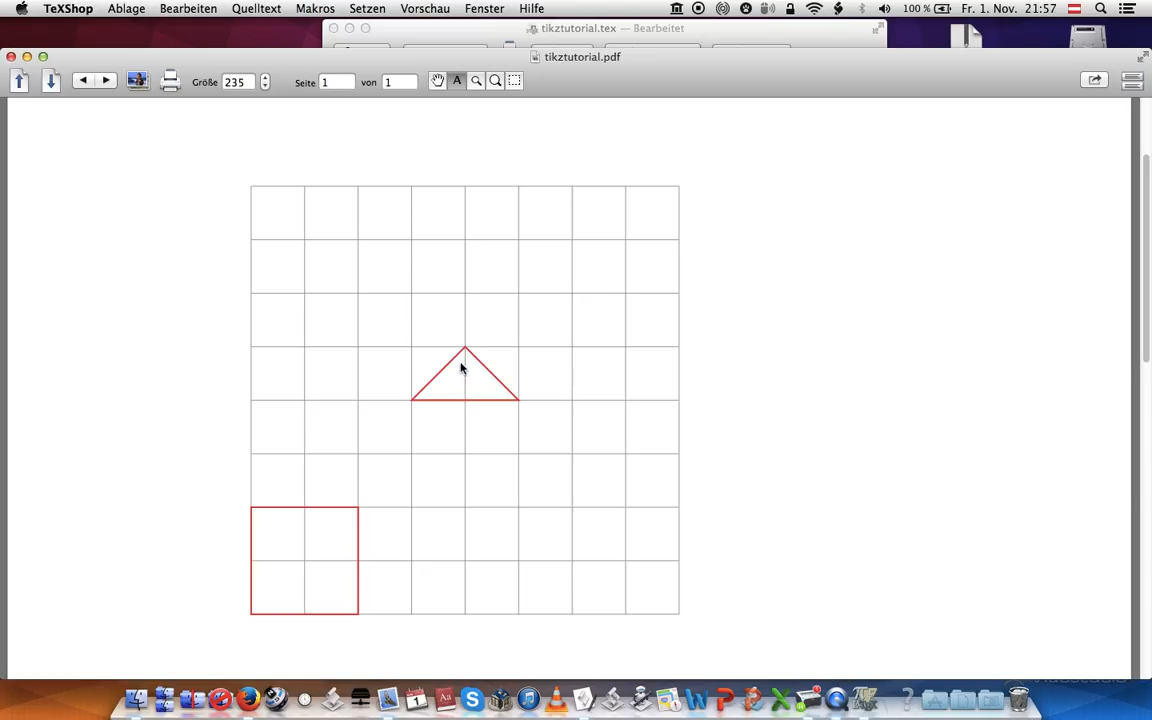 TeXShop Ablage Bearbeiten Quelltext Makros Setzen Vorschau Fenster Hilfe 100 % Fr. 1. Nov. 21:57
tikztutorial.tex — Bearbeitet
tikztutorial.pdf
Größe 235 Seite 1 von 1 A